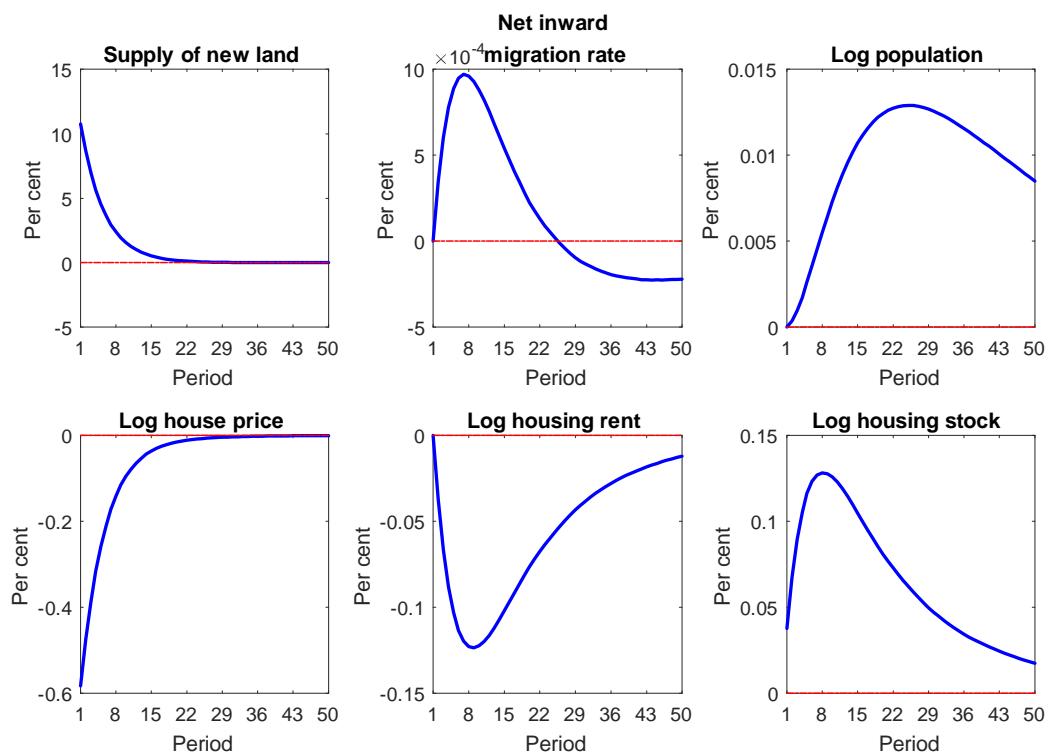 Supply of new land
15
10
5
0
-5
Per cent
1 8 15 22 29 36 43 50
Period
Net inward
migration rate
×10^-4
10
5
0
-5
Per cent
1 8 15 22 29 36 43 50
Period
Log population
0.015
0.01
0.005
0
Per cent
1 8 15 22 29 36 43 50
Period
Log house price
0
-0.2
-0.4
-0.6
Per cent
1 8 15 22 29 36 43 50
Period
Log housing rent
0
-0.05
-0.1
-0.15
Per cent
1 8 15 22 29 36 43 50
Period
Log housing stock
0.15
0.1
0.05
0
Per cent
1 8 15 22 29 36 43 50
Period